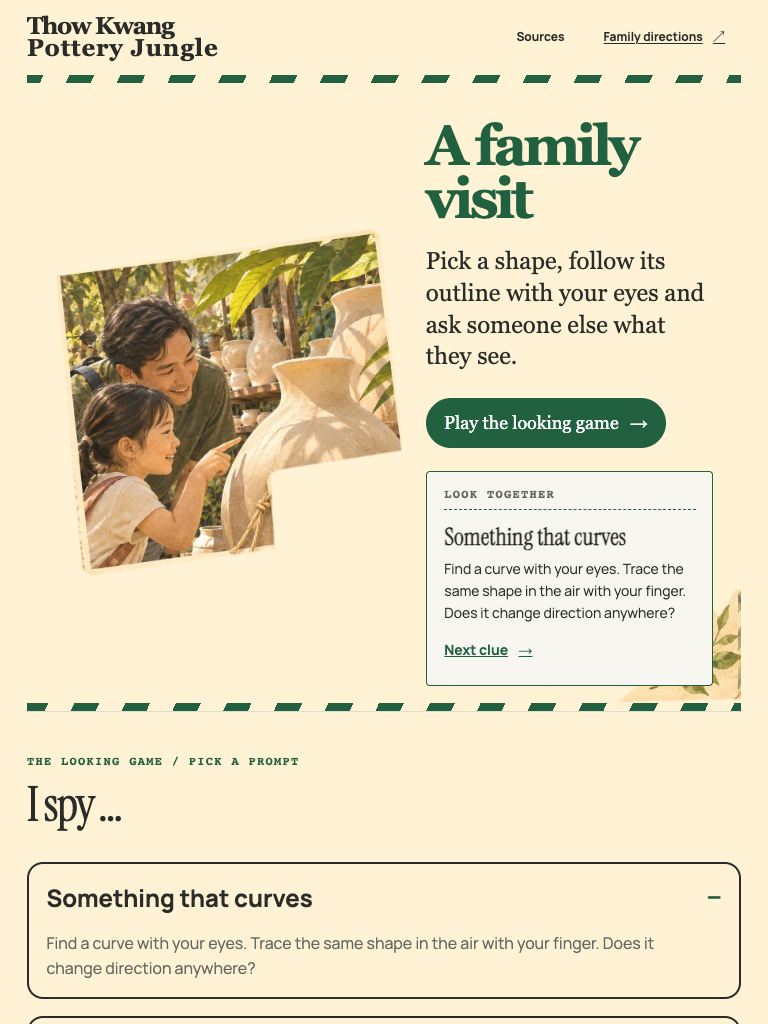 Thow Kwang
Pottery Jungle
Sources
Family directions ↗
A family
visit
Pick a shape, follow its
outline with your eyes and
ask someone else what
they see.
Play the looking game →
LOOK TOGETHER
Something that curves
Find a curve with your eyes. Trace the
same shape in the air with your finger.
Does it change direction anywhere?
Next clue →
THE LOOKING GAME / PICK A PROMPT
I spy...
Something that curves −
Find a curve with your eyes. Trace the same shape in the air with your finger. Does it
change direction anywhere?